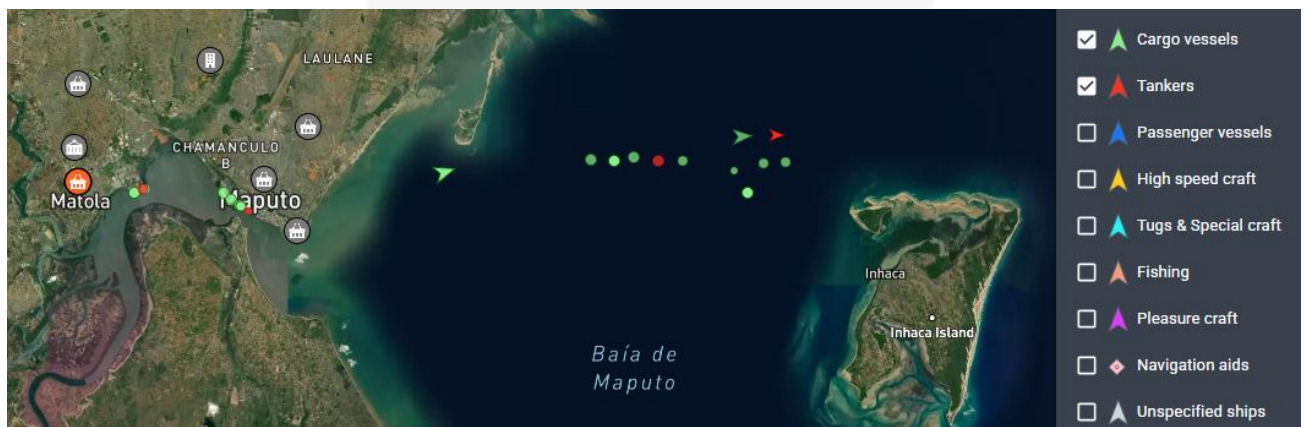 LAULANE
CHAMANCULO
B
Matola
Maputo
Inhaca
Inhaca Island
Baía de
Maputo
Cargo vessels
Tankers
Passenger vessels
High speed craft
Tugs & Special craft
Fishing
Pleasure craft
Navigation aids
Unspecified ships